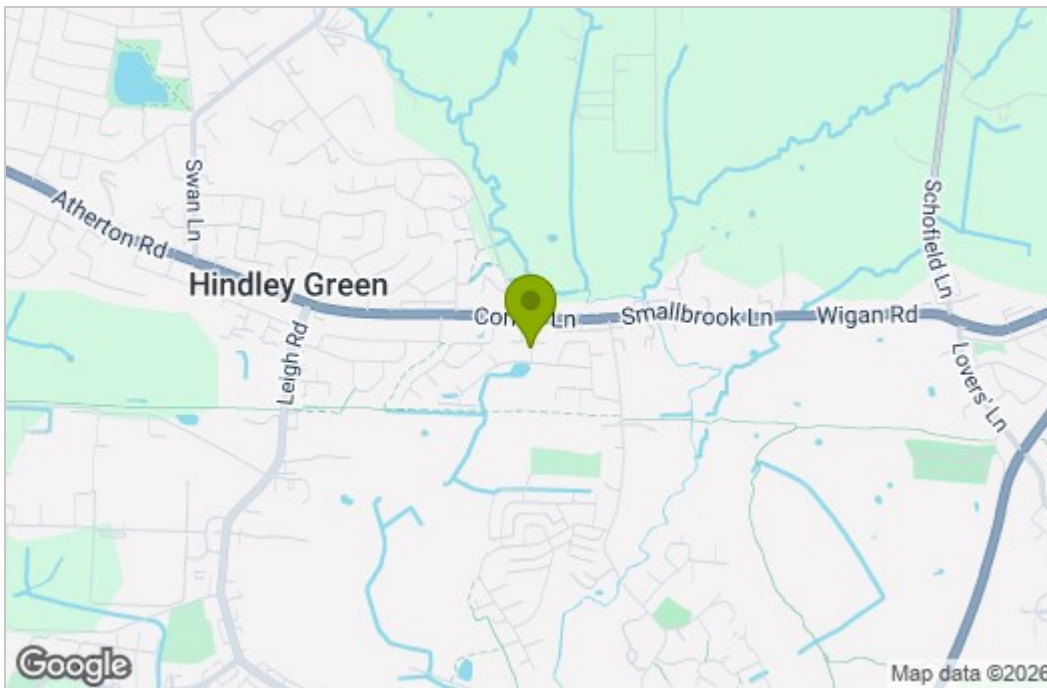 Swan Ln
Atherton Rd
Hindley Green
Leigh Rd
Ln
Smallbrook Ln
Wigan Rd
Schofield Ln
Lovers' Ln
Google
Map data ©2026